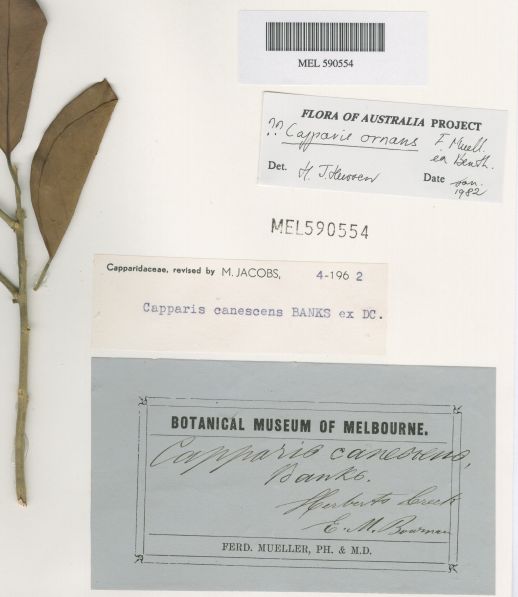 MEL 590554
FLORA OF AUSTRALIA PROJECT
?? Capparis ornans F. Muell.
ex Benth.
Det. H. J. Hewson Date Jan.
1982
MEL590554
Capparidaceae, revised by M. JACOBS, 4-1962
Capparis canescens BANKS ex DC.
BOTANICAL MUSEUM OF MELBOURNE.
Capparis canescens,
Banks.
Herberts Creek
E. M. Bowman
FERD. MUELLER, PH. & M.D.